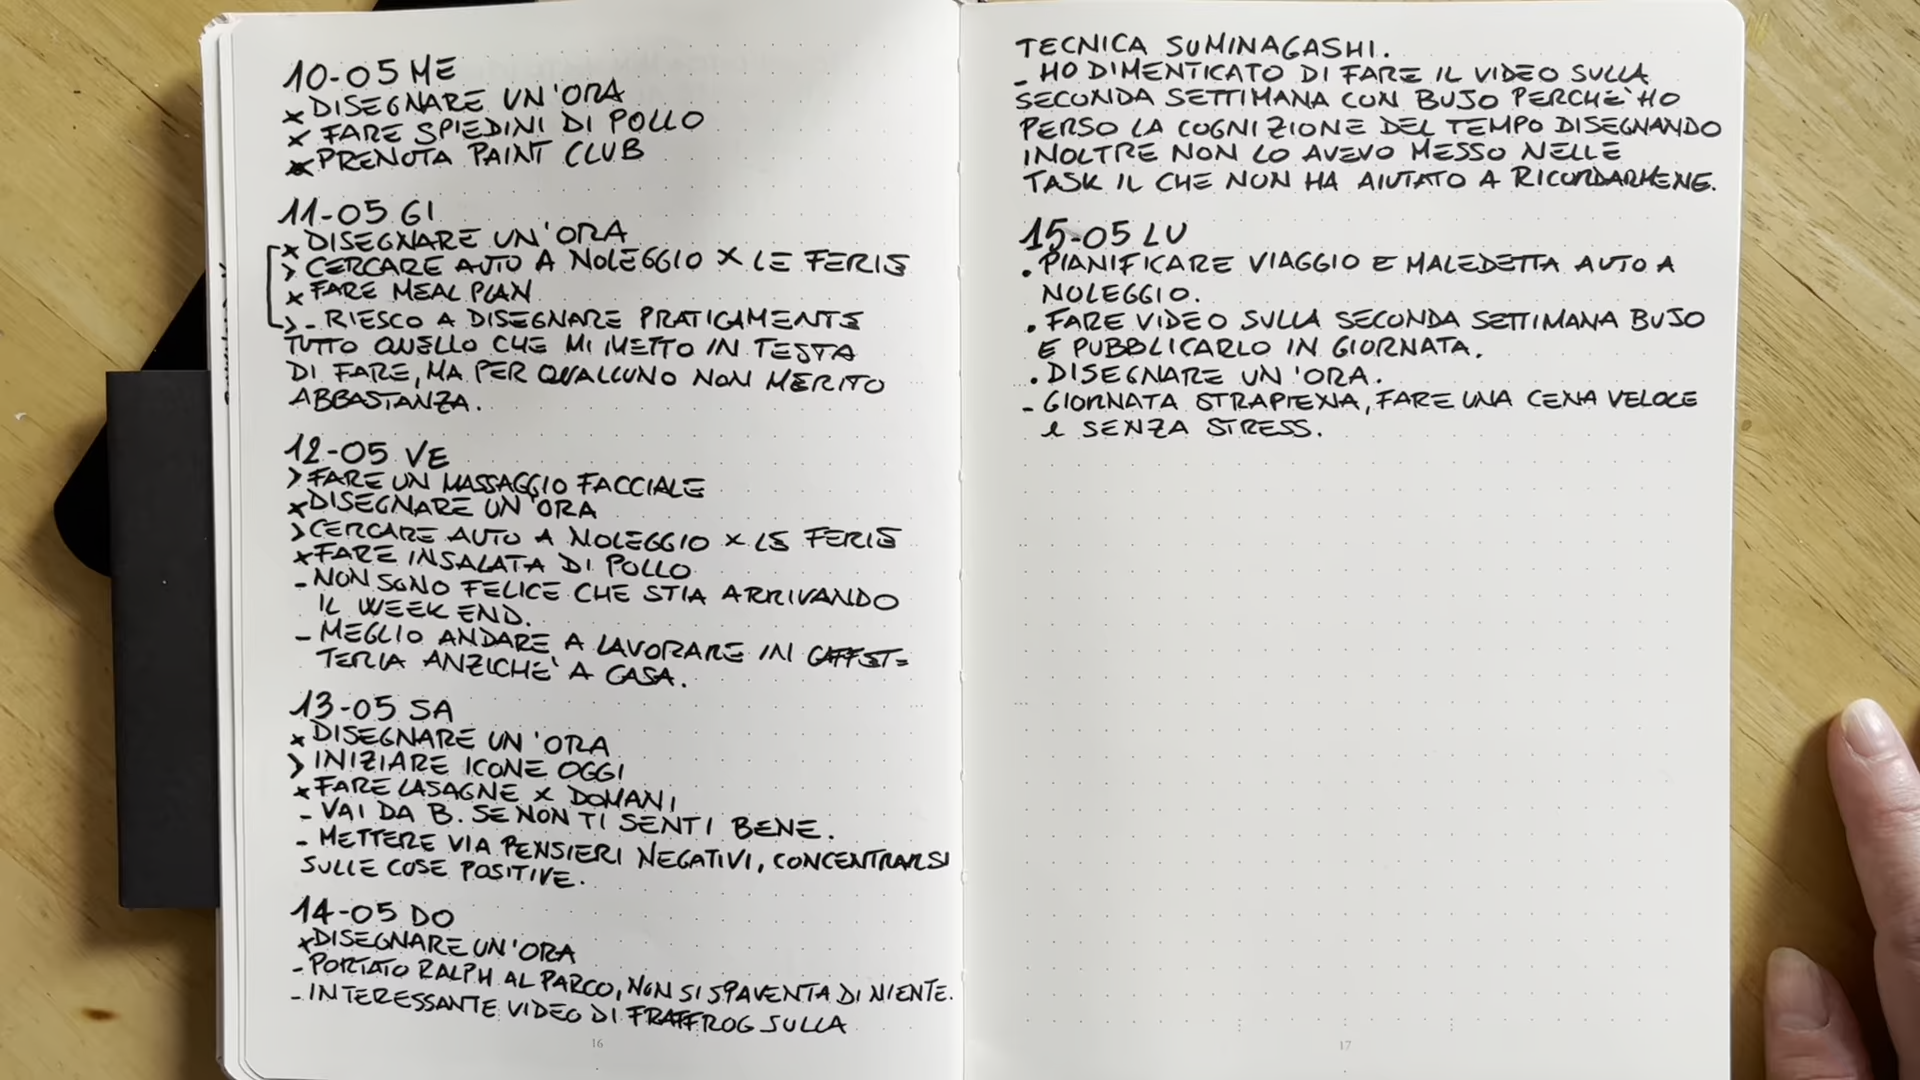 10-05 ME
× DISEGNARE UN'ORA
× FARE SPIEDINI DI POLLO
× PRENOTA PAINT CLUB
11-05 GI
× DISEGNARE UN'ORA
> CERCARE AUTO A NOLEGGIO × LE FERIE
× FARE MEAL PLAN
> - RIESCO A DISEGNARE PRATICAMENTE
TUTTO QUELLO CHE MI METTO IN TESTA
DI FARE, MA PER QUALCUNO NON MERITO
ABBASTANZA.
12-05 VE
> FARE UN MASSAGGIO FACCIALE
× DISEGNARE UN'ORA
> CERCARE AUTO A NOLEGGIO × LE FERIE
× FARE INSALATA DI POLLO
- NON SONO FELICE CHE STIA ARRIVANDO
IL WEEK END.
- MEGLIO ANDARE A LAVORARE IN CAFFET=
TERIA ANZICHE' A CASA.
13-05 SA
× DISEGNARE UN'ORA
> INIZIARE ICONE OGGI
× FARE LASAGNE × DOMANI
- VAI DA B. SE NON TI SENTI BENE.
- METTERE VIA PENSIERI NEGATIVI, CONCENTRARSI
SULLE COSE POSITIVE.
14-05 DO
× DISEGNARE UN'ORA
- PORTATO RALPH AL PARCO, NON SI SPAVENTA DI NIENTE.
- INTERESSANTE VIDEO DI FRAFFROG SULLA
16
TECNICA SUMINAGASHI.
- HO DIMENTICATO DI FARE IL VIDEO SULLA
SECONDA SETTIMANA CON BUJO PERCHE' HO
PERSO LA COGNIZIONE DEL TEMPO DISEGNANDO
INOLTRE NON LO AVEVO MESSO NELLE
TASK IL CHE NON HA AIUTATO A RICORDARMENE.
15-05 LU
• PIANIFICARE VIAGGIO E MALEDETTA AUTO A
NOLEGGIO.
• FARE VIDEO SULLA SECONDA SETTIMANA BUJO
E PUBBLICARLO IN GIORNATA.
• DISEGNARE UN'ORA.
- GIORNATA STRAPIENA, FARE UNA CENA VELOCE
E SENZA STRESS.
17